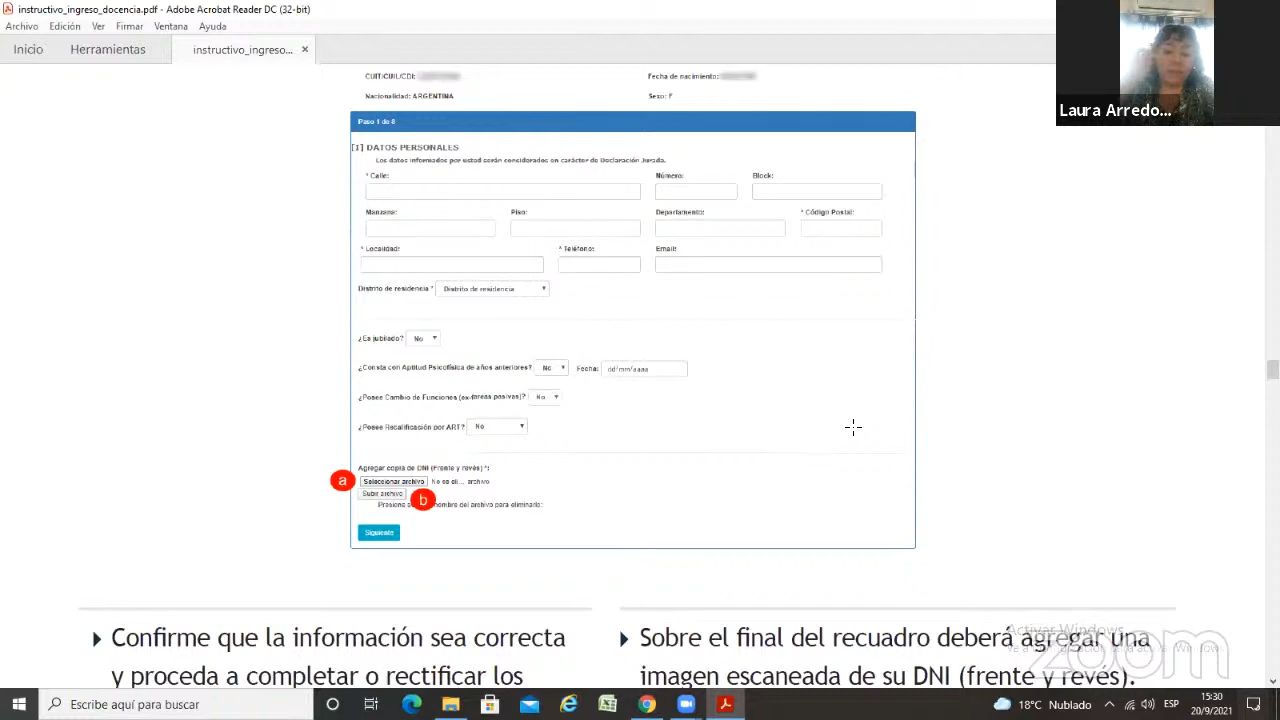 instructivo_ingreso_docencia.pdf - Adobe Acrobat Reader DC (32-bit)
Archivo Edición Ver Firmar Ventana Ayuda
Inicio Herramientas instructivo_ingreso... ×
Laura Arredo...
CUIT/CUIL/CDI: Fecha de nacimiento:
Nacionalidad: ARGENTINA Sexo: F
Paso 1 de 8
[I] DATOS PERSONALES
Los datos informados por usted serán considerados en carácter de Declaración Jurada.
* Calle: Número: Block:
Manzana: Piso: Departamento: * Código Postal:
* Localidad: * Teléfono: Email:
Distrito de residencia * Distrito de residencia
¿Es jubilado? No
¿Consta con Aptitud Psicofísica de años anteriores? No Fecha: dd/mm/aaaa
¿Posee Cambio de Funciones (ex-tareas pasivas)? No
¿Posee Recalificación por ART? No
Agregar copia de DNI (Frente y revés) *:
a Seleccionar archivo No se eli... archivo
Subir archivo b
Presione nombre del archivo para eliminarlo:
Siguiente
Confirme que la información sea correcta
y proceda a completar o rectificar los
Sobre el final del recuadro deberá agregar una
imagen escaneada de su DNI (frente y revés).
Activar Windows
zoom
Escribe aquí para buscar
18°C Nublado ESP 15:30
20/9/2021